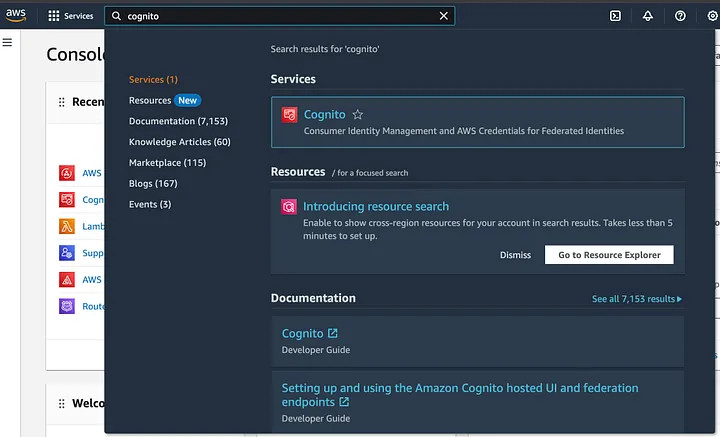 aws
Services
cognito
Consol
Recen
AWS
Cogn
Lamb
Supp
AWS
Route
Welco
Search results for 'cognito'
Services (1)
Resources New
Documentation (7,153)
Knowledge Articles (60)
Marketplace (115)
Blogs (167)
Events (3)
Services
Cognito
Consumer Identity Management and AWS Credentials for Federated Identities
Resources / for a focused search
Introducing resource search
Enable to show cross-region resources for your account in search results. Takes less than 5
minutes to set up.
Dismiss
Go to Resource Explorer
Documentation
See all 7,153 results
Cognito
Developer Guide
Setting up and using the Amazon Cognito hosted UI and federation
endpoints
Developer Guide